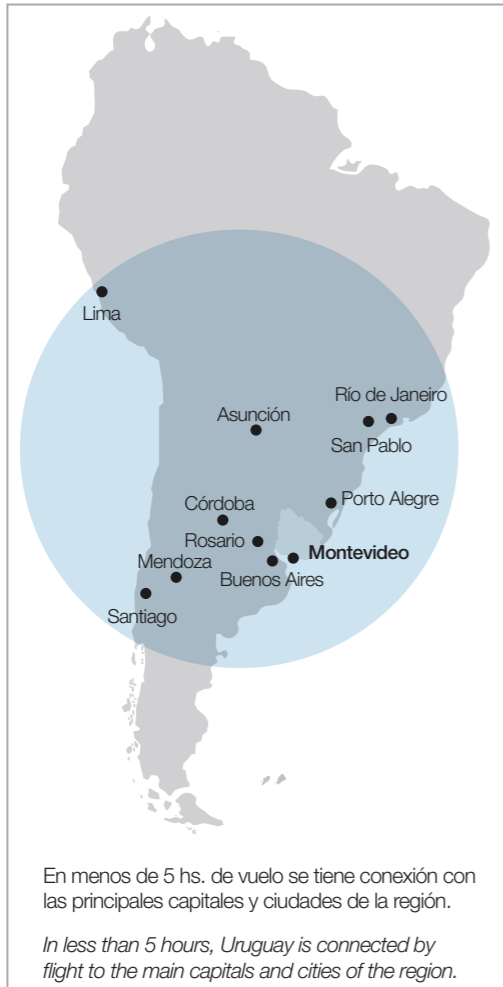 Lima
Río de Janeiro
Asunción
San Pablo
Porto Alegre
Córdoba
Rosario
Montevideo
Mendoza
Buenos Aires
Santiago
En menos de 5 hs. de vuelo se tiene conexión con
las principales capitales y ciudades de la región.
In less than 5 hours, Uruguay is connected by
flight to the main capitals and cities of the region.